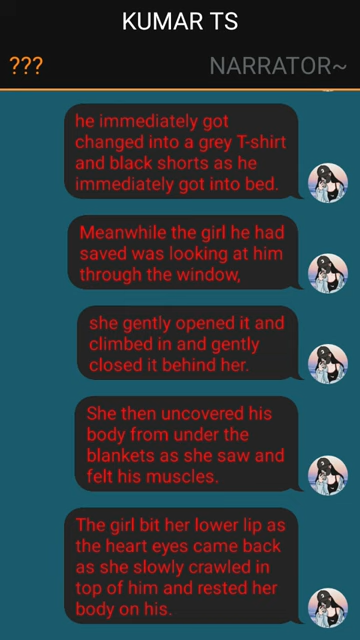 KUMAR TS
??? NARRATOR~
he immediately got
changed into a grey T-shirt
and black shorts as he
immediately got into bed.
Meanwhile the girl he had
saved was looking at him
through the window,
she gently opened it and
climbed in and gently
closed it behind her.
She then uncovered his
body from under the
blankets as she saw and
felt his muscles.
The girl bit her lower lip as
the heart eyes came back
as she slowly crawled in
top of him and rested her
body on his.